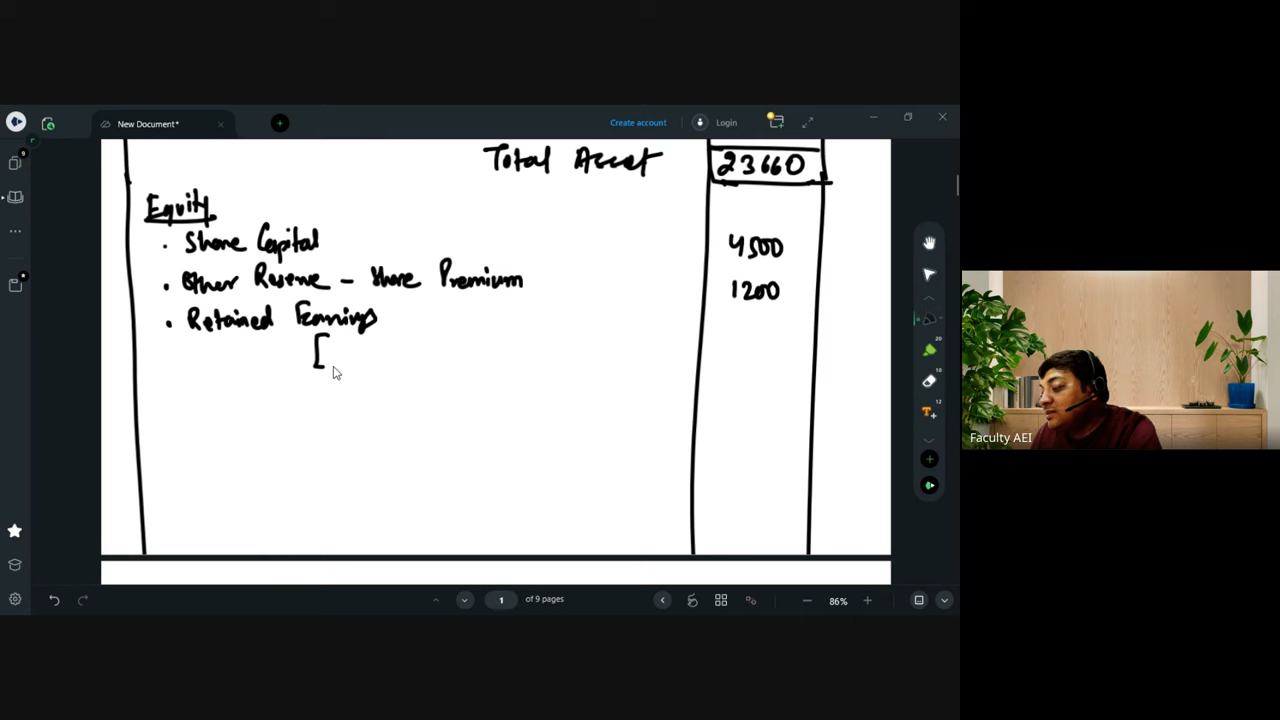 New Document*
Create account
Login
Total Asset 23660
Equity
. Share Capital 4500
. Other Reserve - Share Premium 1200
. Retained Earnings
[
Faculty AEI
1 of 9 pages
86%